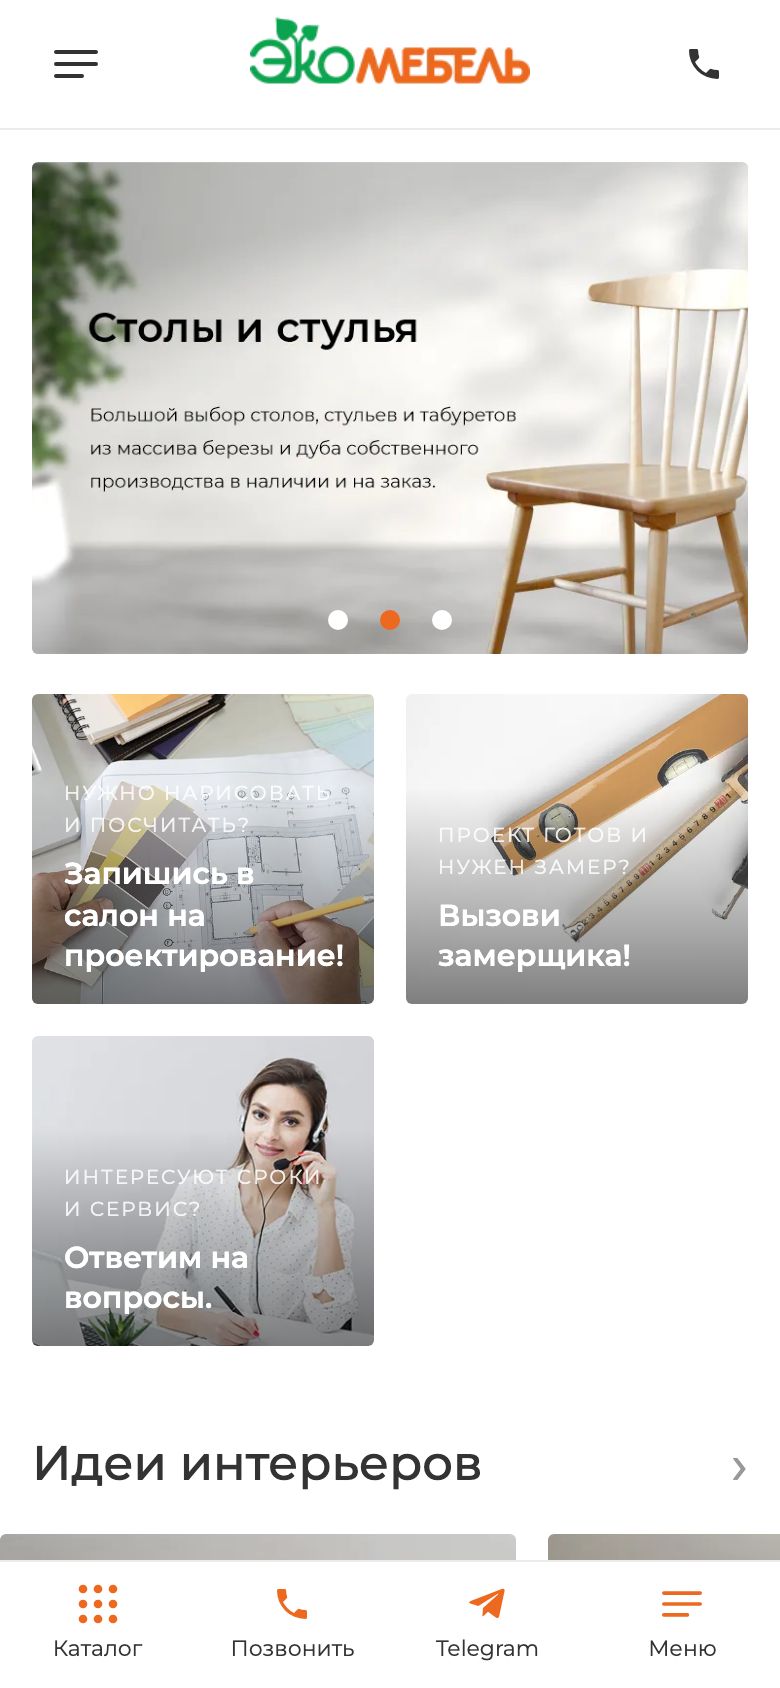 ЭКОМЕБЕЛЬ
Столы и стулья
Большой выбор столов, стульев и табуретов
из массива березы и дуба собственного
производства в наличии и на заказ.
НУЖНО НАРИСОВАТЬ
И ПОСЧИТАТЬ?
Запишись в
салон на
проектирование!
ПРОЕКТ ГОТОВ И
НУЖЕН ЗАМЕР?
Вызови
замерщика!
ИНТЕРЕСУЮТ СРОКИ
И СЕРВИС?
Ответим на
вопросы.
Идеи интерьеров
Каталог
Позвонить
Telegram
Меню